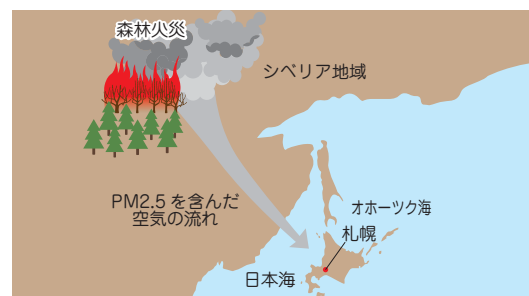 森林火災
シベリア地域
PM2.5 を含んだ
空気の流れ
オホーツク海
札幌
日本海